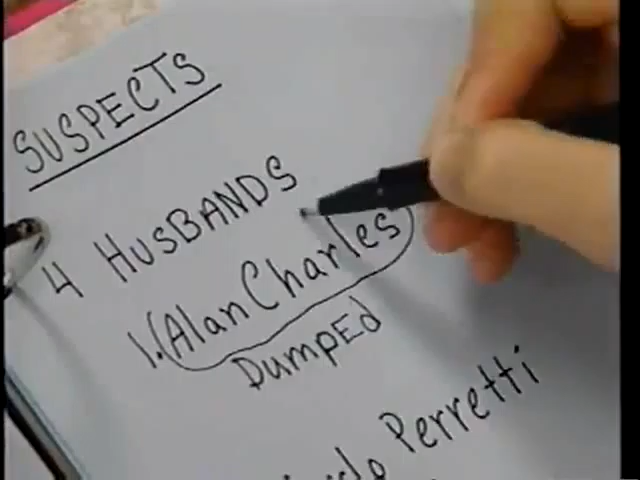 SUSPECTS
4 HUSBANDS
1. Alan Charles
DUMPEd
Perretti